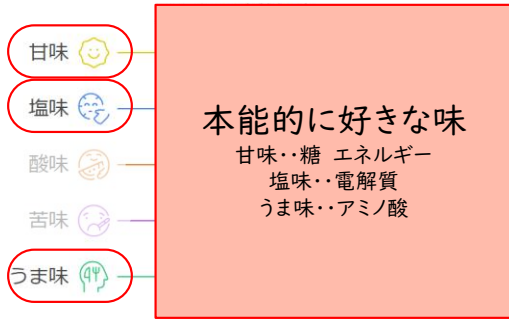 甘味
塩味
酸味
苦味
うま味
本能的に好きな味
甘味・・糖 エネルギー
塩味・・電解質
うま味・・アミノ酸